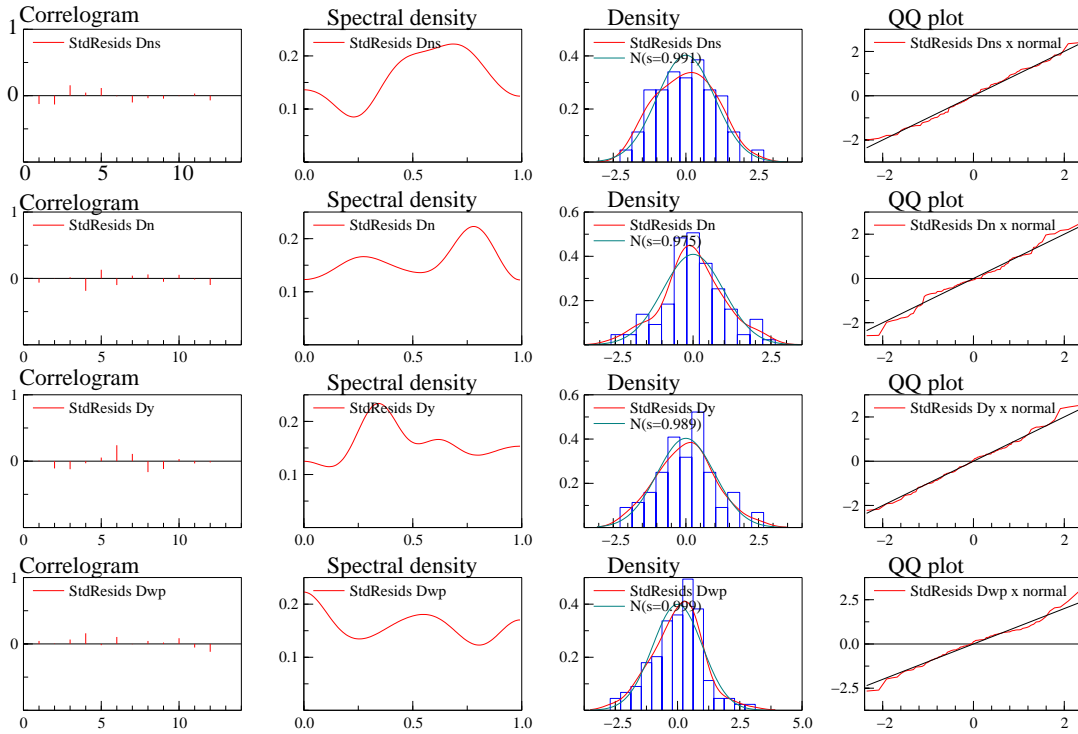 Correlogram
1
StdResids Dns
0
0 5 10
Spectral density
StdResids Dns
0.2
0.1
0.0 0.5 1.0
Density
StdResids Dns
N(s=0.991)
0.4
0.2
−2.5 0.0 2.5
QQ plot
StdResids Dns x normal
2
0
−2
−2 0 2
Correlogram
1
StdResids Dn
0
0 5 10
Spectral density
StdResids Dn
0.2
0.1
0.0 0.5 1.0
Density
0.6
StdResids Dn
N(s=0.975)
0.4
0.2
−2.5 0.0 2.5
QQ plot
StdResids Dn x normal
2
0
−2
−2 0 2
Correlogram
1
StdResids Dy
0
0 5 10
Spectral density
StdResids Dy
0.2
0.1
0.0 0.5 1.0
Density
0.6
StdResids Dy
N(s=0.989)
0.4
0.2
−2.5 0.0 2.5
QQ plot
StdResids Dy x normal
2
0
−2
−2 0 2
Correlogram
1
StdResids Dwp
0
0 5 10
Spectral density
StdResids Dwp
0.2
0.1
0.0 0.5 1.0
Density
StdResids Dwp
N(s=0.999)
0.4
0.2
−2.5 0.0 2.5 5.0
QQ plot
StdResids Dwp x normal
2.5
0.0
−2.5
−2 0 2